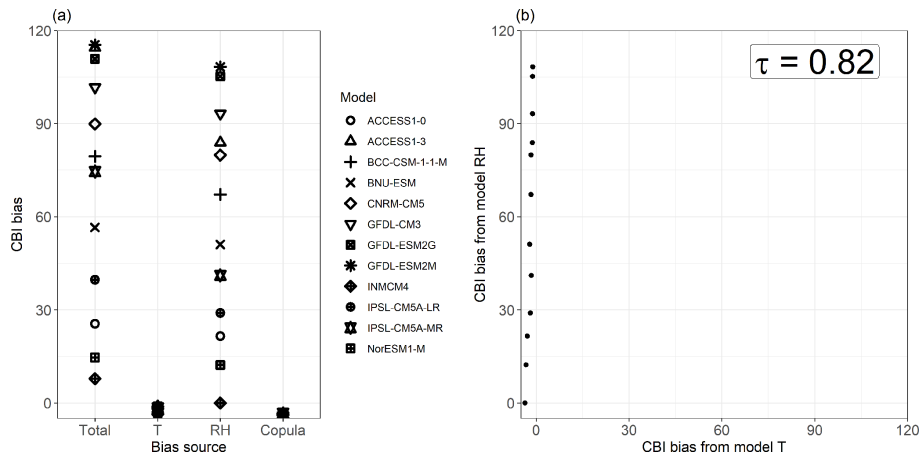 (a)
120
90
60
30
0
CBI bias
Total T RH Copula
Bias source
Model
ACCESS1-0
ACCESS1-3
BCC-CSM-1-1-M
BNU-ESM
CNRM-CM5
GFDL-CM3
GFDL-ESM2G
GFDL-ESM2M
INMCM4
IPSL-CM5A-LR
IPSL-CM5A-MR
NorESM1-M
(b)
τ = 0.82
120
90
60
30
0
CBI bias from model RH
0 30 60 90 120
CBI bias from model T